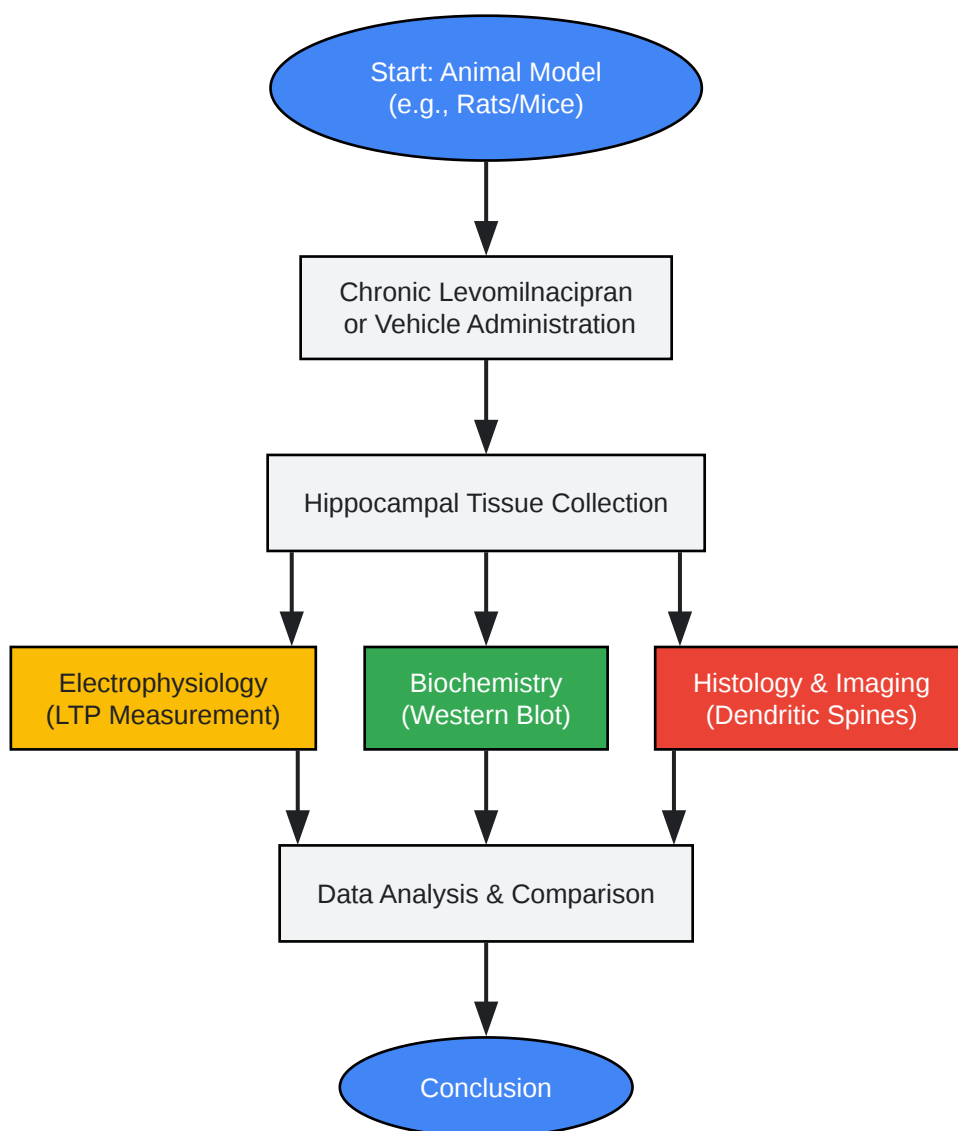 Start: Animal Model
(e.g., Rats/Mice)
Chronic Levomilnacipran
or Vehicle Administration
Hippocampal Tissue Collection
Electrophysiology
(LTP Measurement)
Biochemistry
(Western Blot)
Histology & Imaging
(Dendritic Spines)
Data Analysis & Comparison
Conclusion